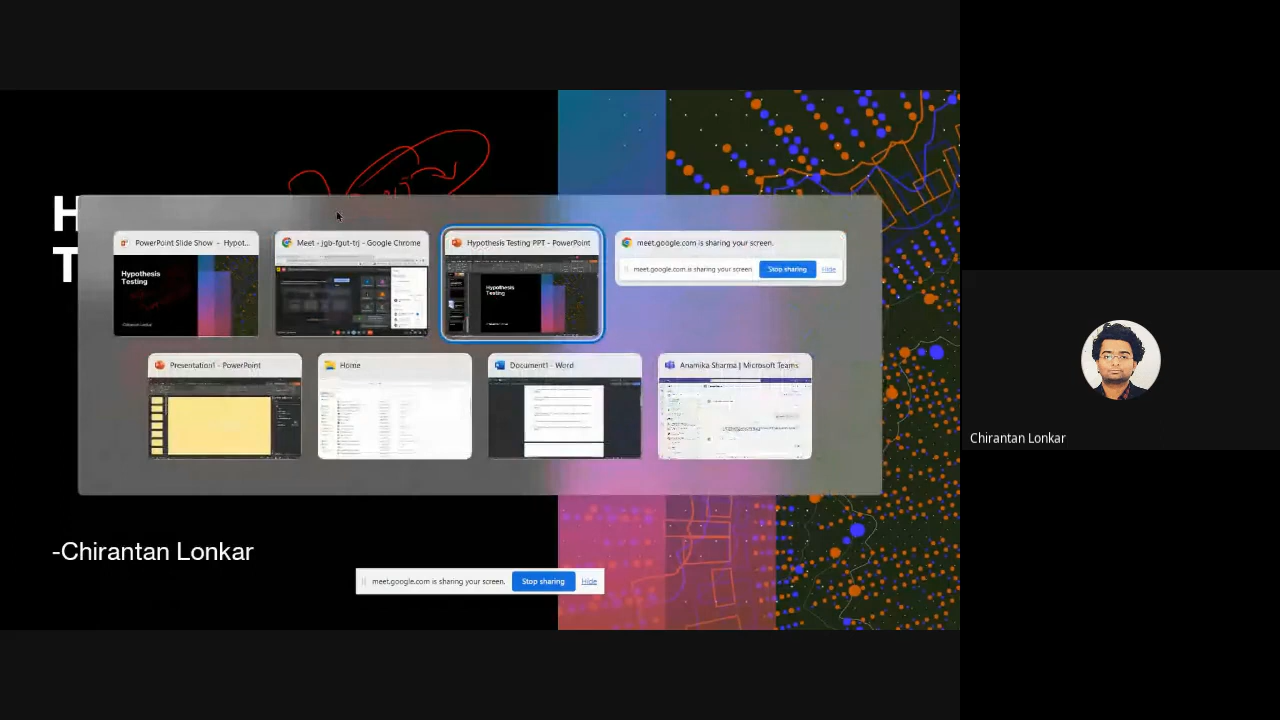 H
T
PowerPoint Slide Show - Hypot...
Meet - jgb-fgut-trj - Google Chrome
Hypothesis Testing PPT - PowerPoint
meet.google.com is sharing your screen.
meet.google.com is sharing your screen. Stop sharing Hide
Hypothesis
Testing
Hypothesis
Testing
Presentation1 - PowerPoint
Home
Document1 - Word
Anamika Sharma | Microsoft Teams
-Chirantan Lonkar
meet.google.com is sharing your screen. Stop sharing Hide
Chirantan Lonkar